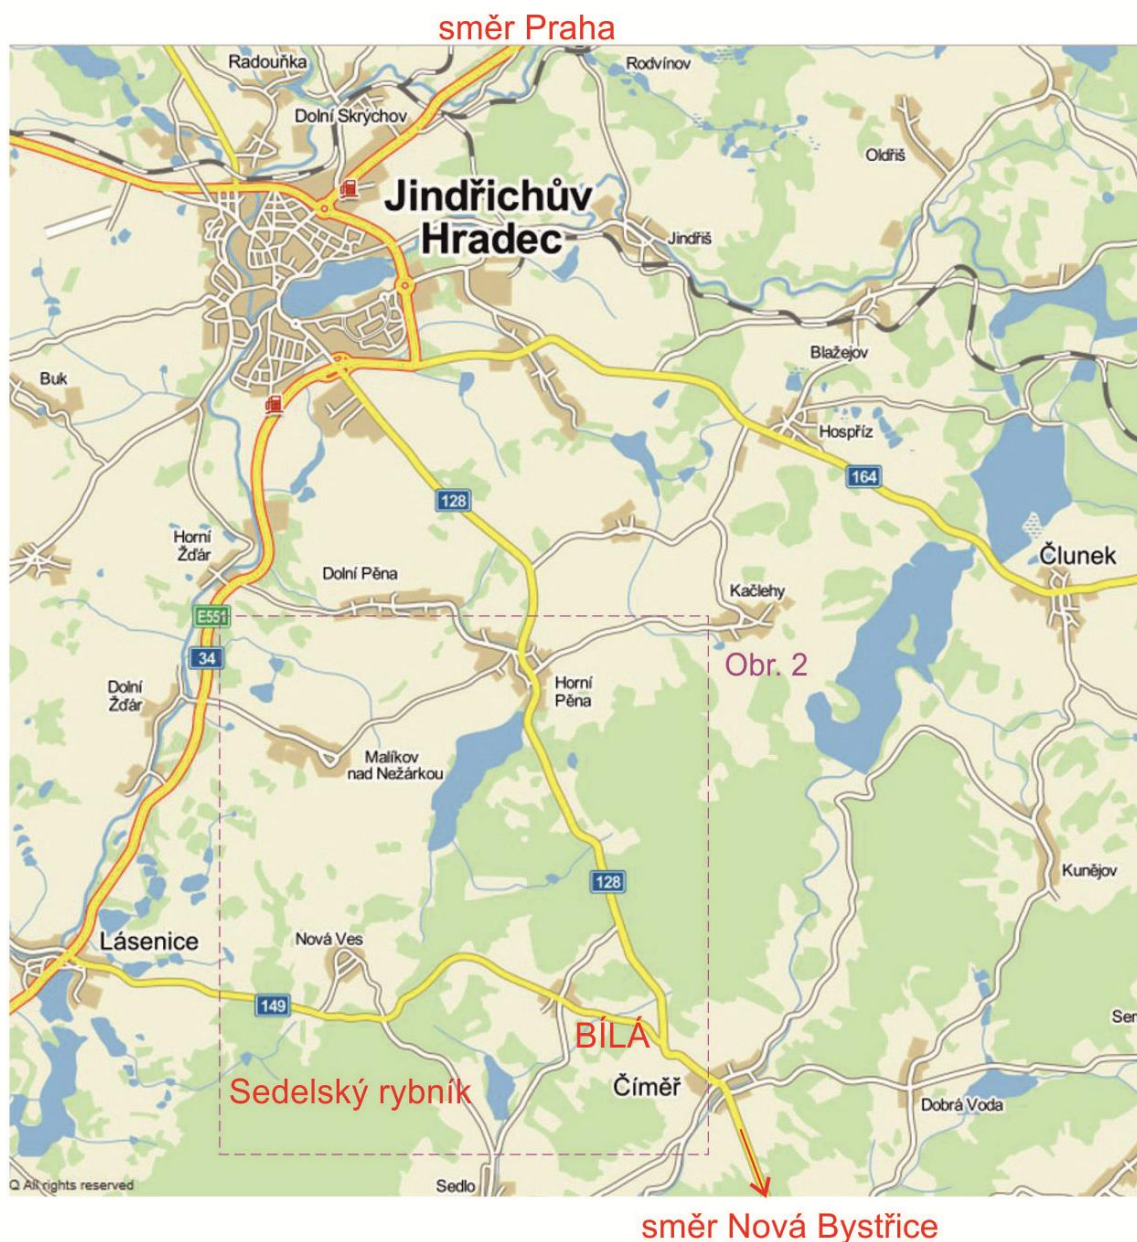 směr Praha
Radouňka
Rodvínov
Dolní Skrýchov
Oldřiš
Jindřichův
Hradec
Jindřiš
Blažejov
Buk
Hospříz
164
128
Horní
Žďár
Člunek
Dolní Pěna
Kačlehy
E551
34
Obr. 2
Dolní
Žďár
Horní
Pěna
Malíkov
nad Nežárkou
128
Kunějov
Lásenice
Nová Ves
149
BÍLÁ
Sedelský rybník
Číměř
Dobrá Voda
Q All rights reserved
Sedlo
směr Nová Bystřice